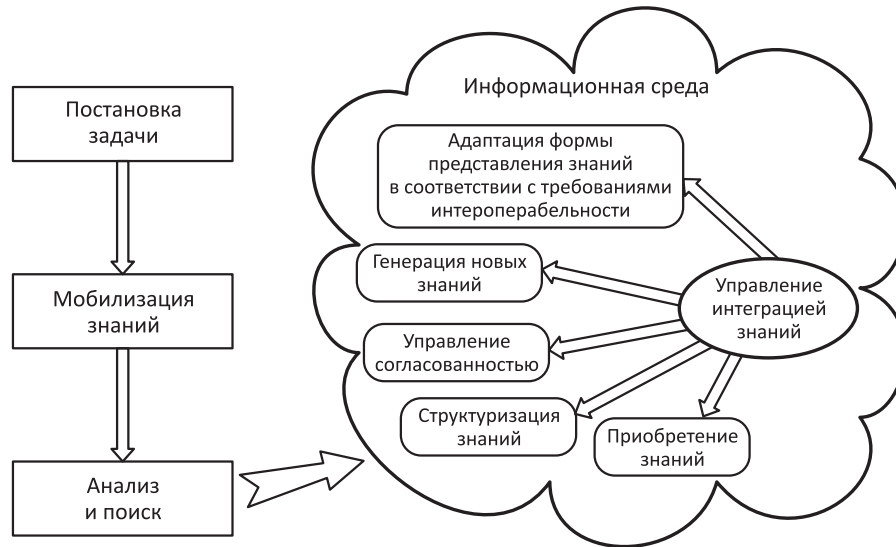 Постановка
задачи
Мобилизация
знаний
Анализ
и поиск
Информационная среда
Адаптация формы
представления знаний
в соответствии с требованиями
интероперабельности
Генерация новых
знаний
Управление
согласованностью
Структуризация
знаний
Приобретение
знаний
Управление
интеграцией
знаний